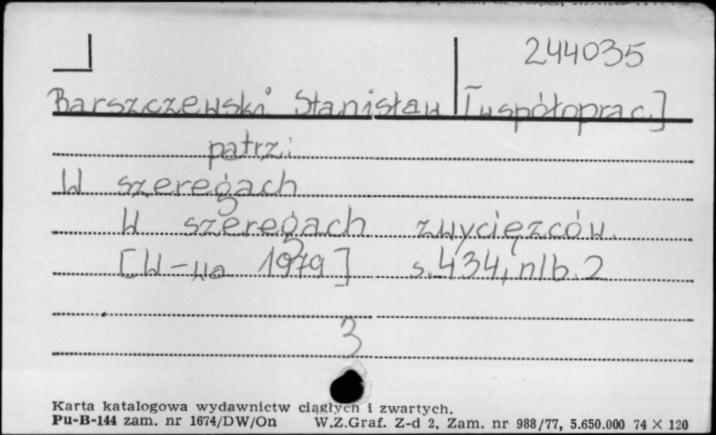 244035
Barszczewski Stanisław [współoprac.]
patrz:
W szeregach
W szeregach zwycięzców.
[W-wa 1979] s. 434, nlb. 2
3
Karta katalogowa wydawnictw ciągłych i zwartych.
Pu-B-144 zam. nr 1674/DW/On W.Z.Graf. Z-d 2, Zam. nr 988/77, 5.650.000 74 × 120